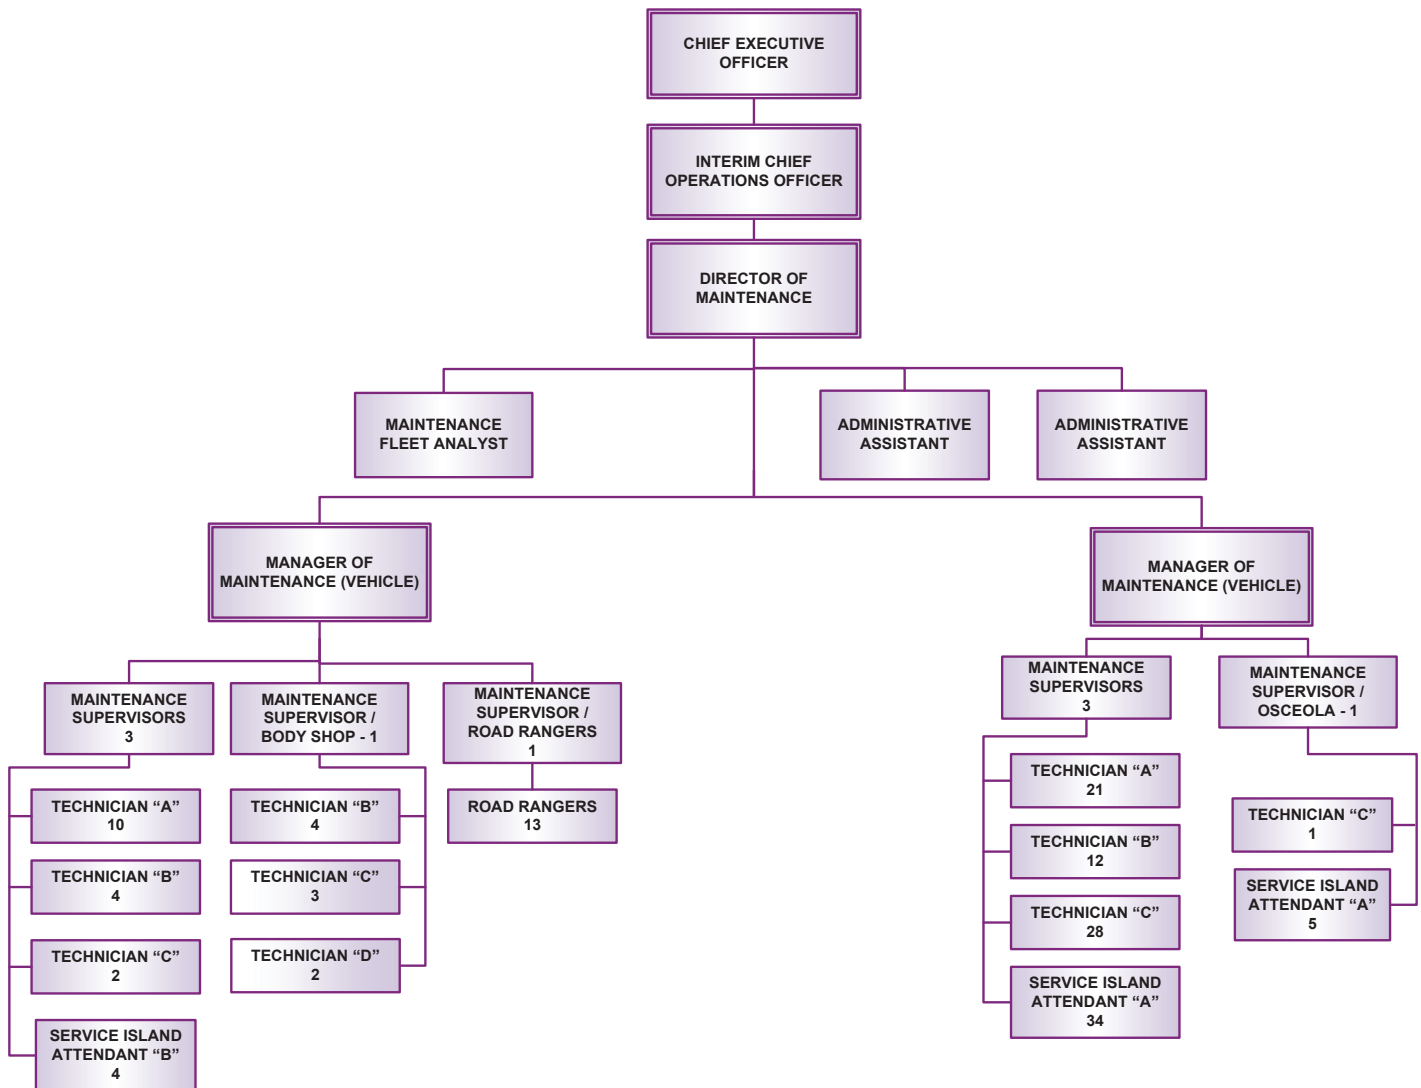 CHIEF EXECUTIVE
OFFICER
INTERIM CHIEF
OPERATIONS OFFICER
DIRECTOR OF
MAINTENANCE
MAINTENANCE
FLEET ANALYST
ADMINISTRATIVE
ASSISTANT
ADMINISTRATIVE
ASSISTANT
MANAGER OF
MAINTENANCE (VEHICLE)
MANAGER OF
MAINTENANCE (VEHICLE)
MAINTENANCE
SUPERVISORS
3
MAINTENANCE
SUPERVISOR /
BODY SHOP - 1
MAINTENANCE
SUPERVISOR /
ROAD RANGERS
1
TECHNICIAN “A”
10
TECHNICIAN “B”
4
TECHNICIAN “C”
2
SERVICE ISLAND
ATTENDANT “B”
4
TECHNICIAN “B”
4
TECHNICIAN “C”
3
TECHNICIAN “D”
2
ROAD RANGERS
13
MAINTENANCE
SUPERVISORS
3
MAINTENANCE
SUPERVISOR /
OSCEOLA - 1
TECHNICIAN “A”
21
TECHNICIAN “B”
12
TECHNICIAN “C”
28
SERVICE ISLAND
ATTENDANT “A”
34
TECHNICIAN “C”
1
SERVICE ISLAND
ATTENDANT “A”
5